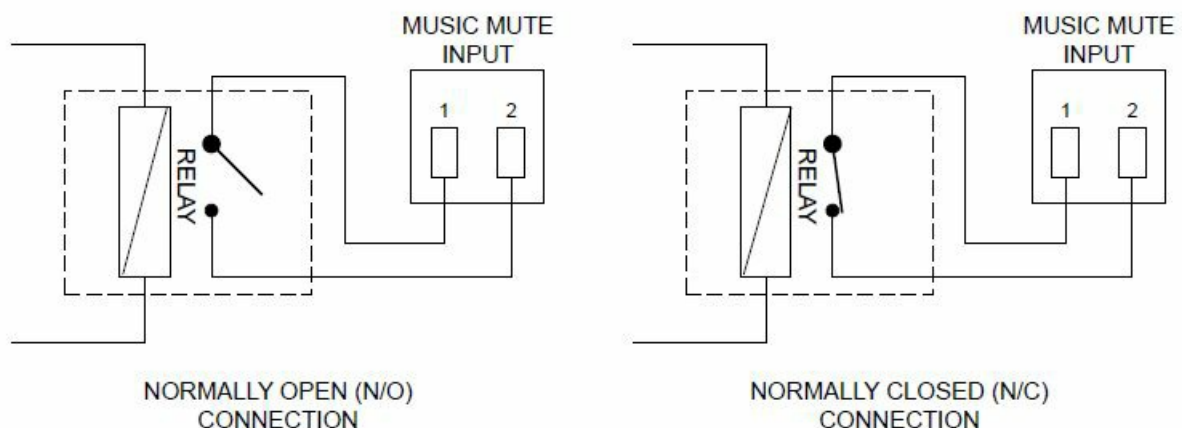 MUSIC MUTE
INPUT
1 2
RELAY
NORMALLY OPEN (N/O)
CONNECTION
MUSIC MUTE
INPUT
1 2
RELAY
NORMALLY CLOSED (N/C)
CONNECTION